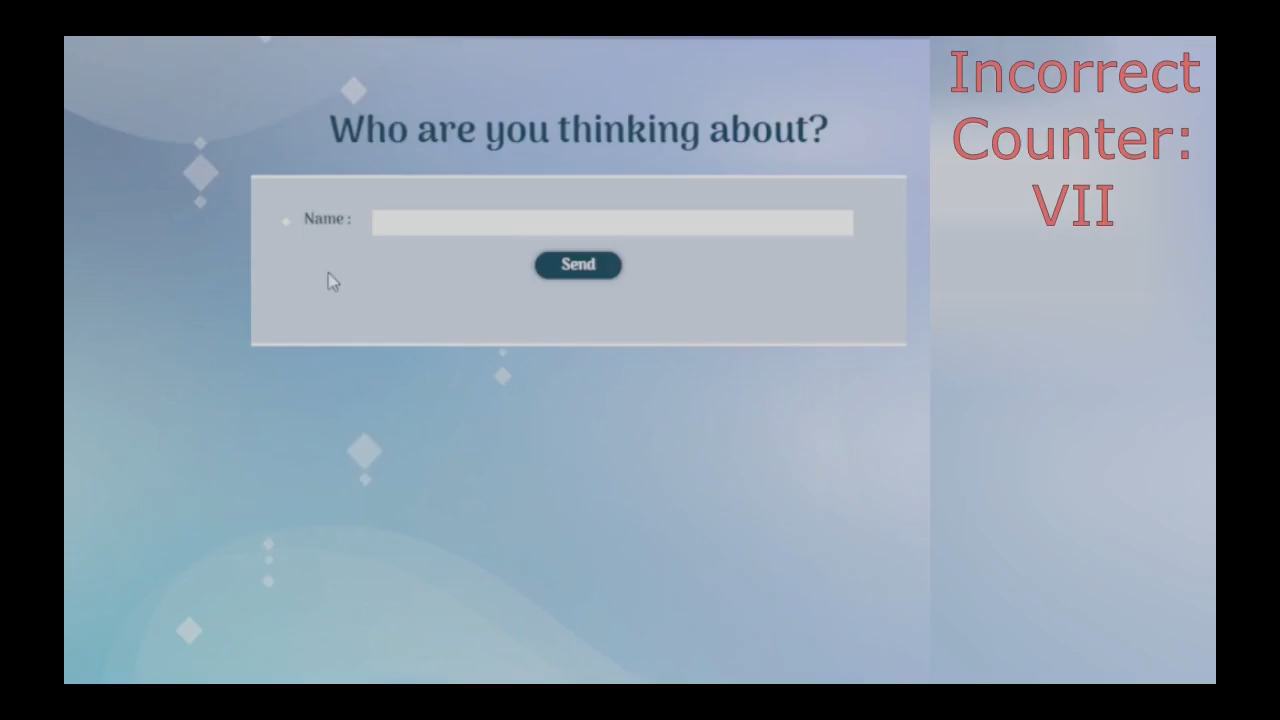 Who are you thinking about?
Name :
Send
Incorrect
Counter:
VII